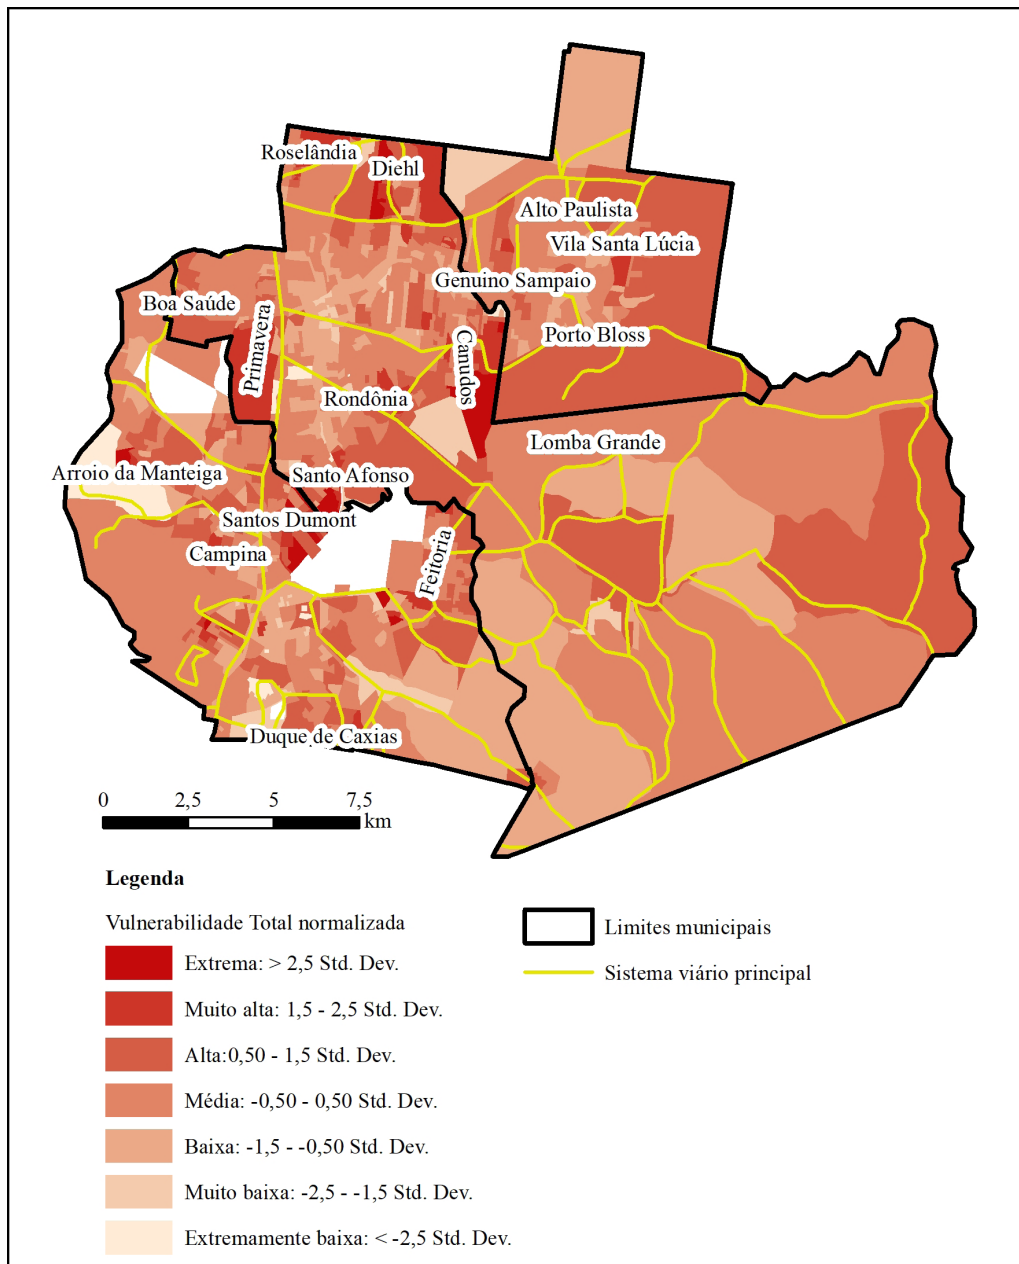 Roselândia
Diehl
Alto Paulista
Vila Santa Lúcia
Genuino Sampaio
Boa Saúde
Primavera
Porto Bloss
Canudos
Rondônia
Lomba Grande
Arroio da Manteiga
Santo Afonso
Santos Dumont
Campina
Feitoria
Duque de Caxias
0 2,5 5 7,5
km
Legenda
Vulnerabilidade Total normalizada
Extrema: > 2,5 Std. Dev.
Muito alta: 1,5 - 2,5 Std. Dev.
Alta:0,50 - 1,5 Std. Dev.
Média: -0,50 - 0,50 Std. Dev.
Baixa: -1,5 - -0,50 Std. Dev.
Muito baixa: -2,5 - -1,5 Std. Dev.
Extremamente baixa: < -2,5 Std. Dev.
Limites municipais
Sistema viário principal